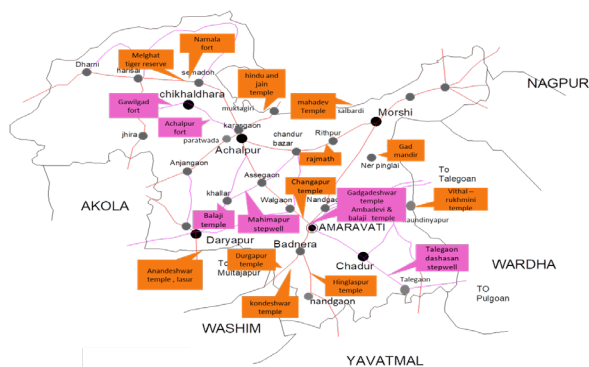 Narnala
fort
Melghat
tiger reserve
Dharni
harisal
semadoh
hindu and
jain
temple
NAGPUR
chikhaldhara
Gawilgad
fort
mahadev
Temple
salbardi
muktagiri
Morshi
Achalpur
fort
karasgaon
jhira
paratwada
Achalpur
chandur
bazar
Rithpur
rajmath
Gad
mandir
Ner pinglai
Anjangaon
Assegaon
Changapur
temple
To
Talegoan
AKOLA
khallar
Walgaon
Nandga
Gadgadeshwar
temple
Ambadevi &
balaji temple
Vithal –
rukhmini temple
aundinyapur
Balaji
temple
Mahimapur
stepwell
AMARAVATI
Daryapur
Badnera
Talegaon
dashasan
stepwell
WARDHA
To
Multajapur
Durgapur
temple
Chadur
Anandeshwar
temple , lasur
Hinglaspur
temple
Talegaon
TO
Pulgoan
kondeshwar
temple
nandgaon
WASHIM
YAVATMAL